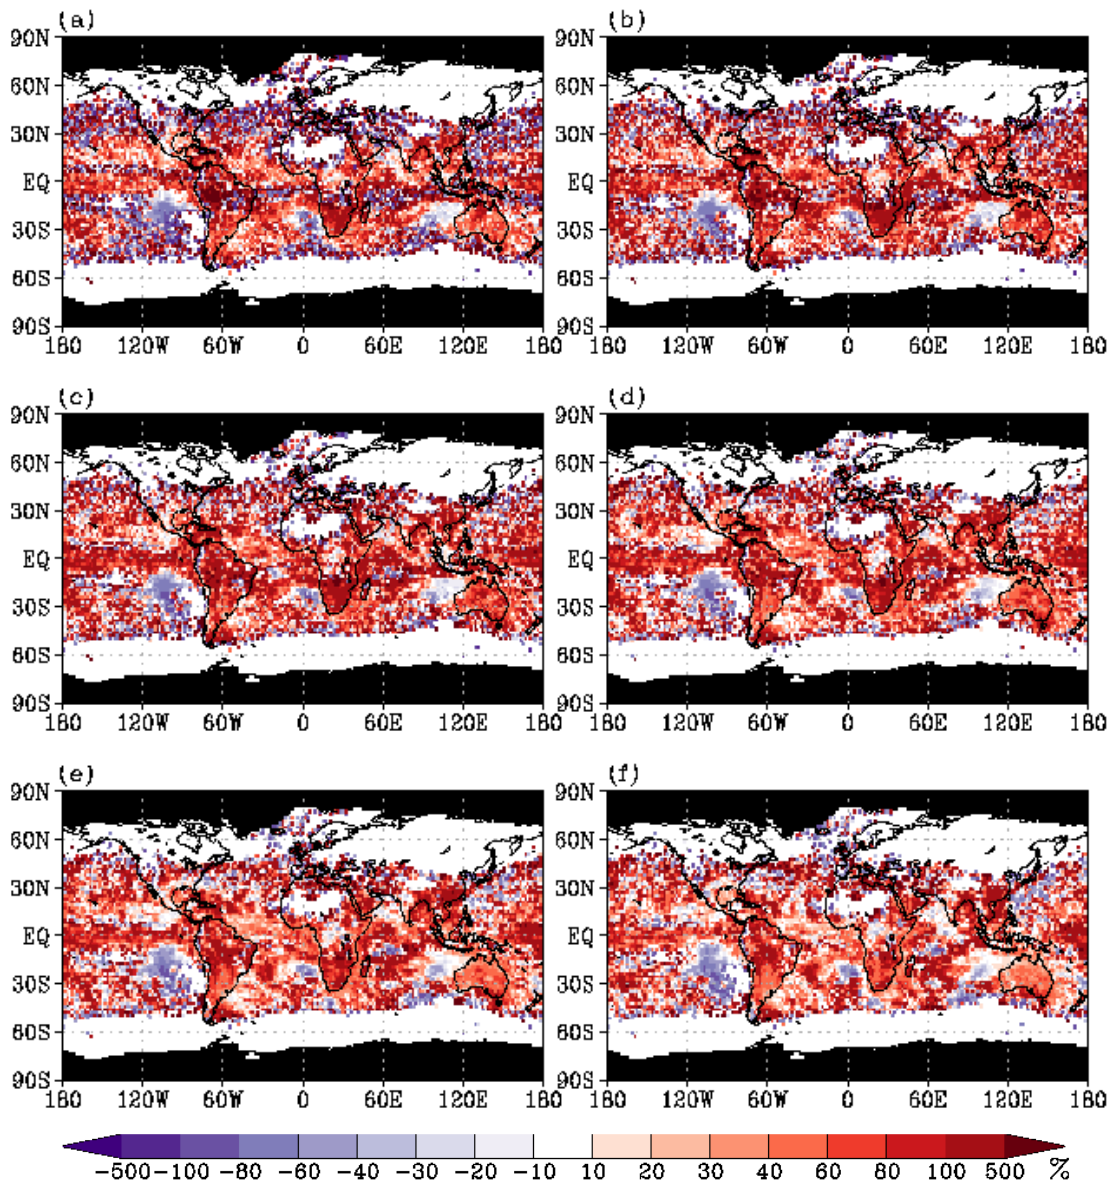 (a) (b)
90N 90N
60N 60N
30N 30N
EQ EQ
30S 30S
60S 60S
90S 90S
180 120W 60W 0 60E 120E 180 120W 60W 0 60E 120E 180
(c) (d)
90N 90N
60N 60N
30N 30N
EQ EQ
30S 30S
60S 60S
90S 90S
180 120W 60W 0 60E 120E 180 120W 60W 0 60E 120E 180
(e) (f)
90N 90N
60N 60N
30N 30N
EQ EQ
30S 30S
60S 60S
90S 90S
180 120W 60W 0 60E 120E 180 120W 60W 0 60E 120E 180
−500 −100 −80 −60 −40 −30 −20 −10 10 20 30 40 60 80 100 500 %